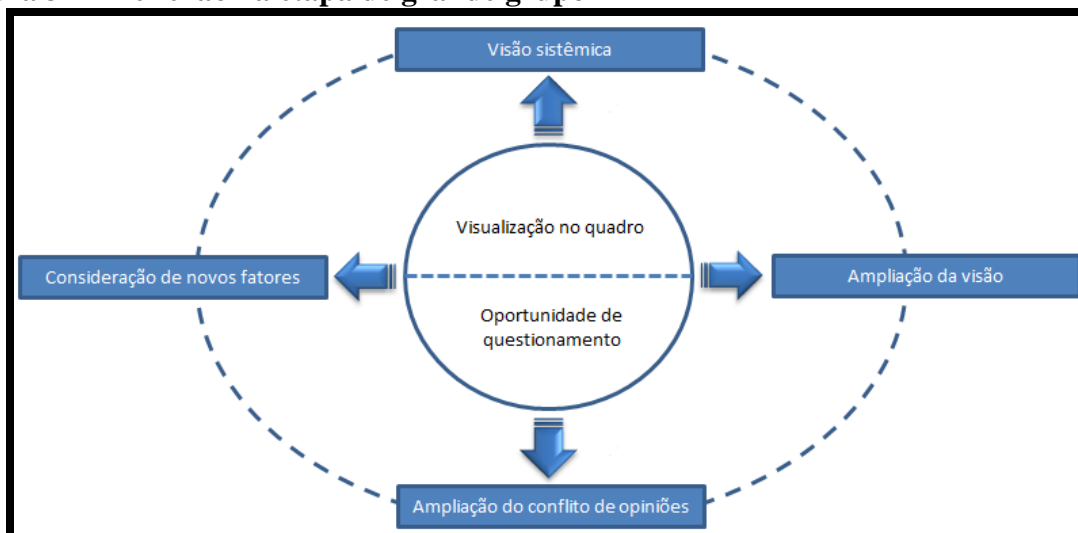 grupo
Visão sistêmica
Visualização no quadro
Consideração de novos fatores
Ampliação da visão
Oportunidade de
questionamento
Ampliação do conflito de opiniões